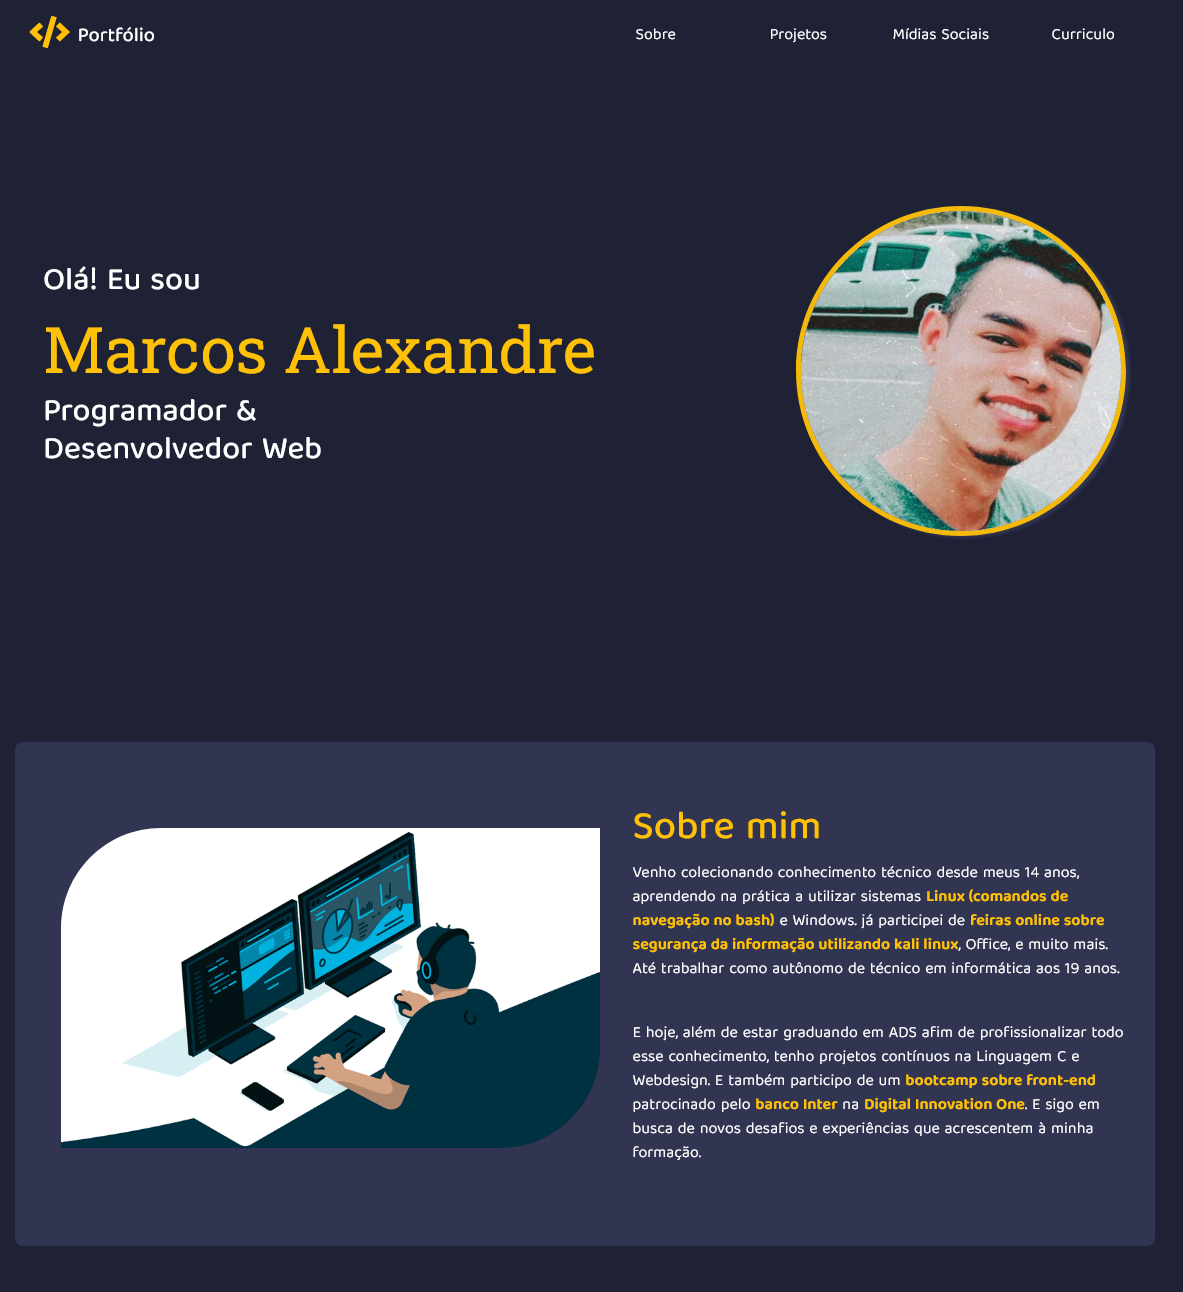 Portfólio
Sobre
Projetos
Mídias Sociais
Curriculo
Olá! Eu sou
Marcos Alexandre
Programador &
Desenvolvedor Web
Sobre mim
Venho colecionando conhecimento técnico desde meus 14 anos,
aprendendo na prática a utilizar sistemas Linux (comandos de
navegação no bash) e Windows. já participei de feiras online sobre
segurança da informação utilizando kali linux, Office, e muito mais.
Até trabalhar como autônomo de técnico em informática aos 19 anos.
E hoje, além de estar graduando em ADS afim de profissionalizar todo
esse conhecimento, tenho projetos contínuos na Linguagem C e
Webdesign. E também participo de um bootcamp sobre front-end
patrocinado pelo banco Inter na Digital Innovation One. E sigo em
busca de novos desafios e experiências que acrescentem à minha
formação.